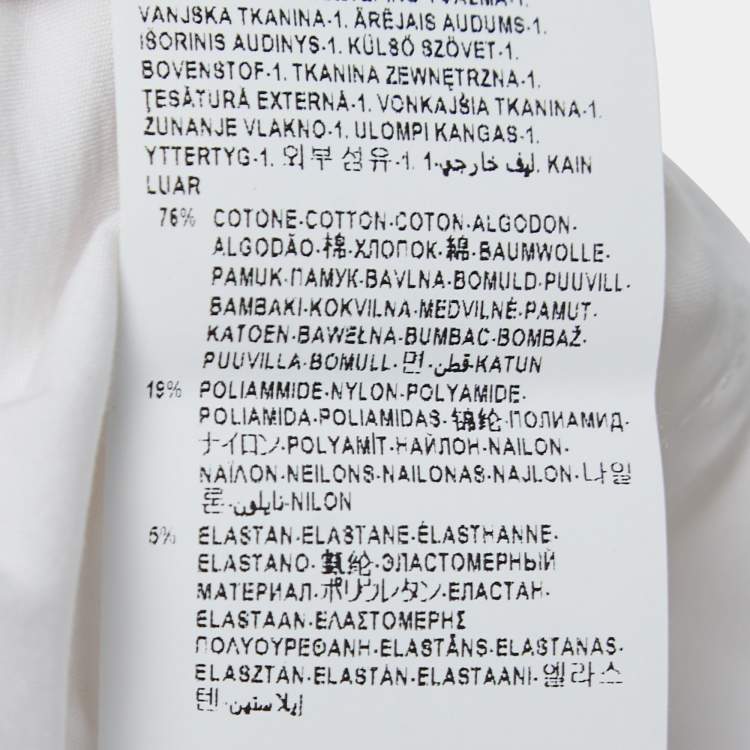 VANJSKA TKANINA-1. ĀRĒJAIS AUDUMS-1.
IŠORINIS AUDINYS-1. KÜLSŐ SZÖVET-1.
BOVENSTOF-1. TKANINA ZEWNĘTRZNA-1.
ŢESĂTURĂ EXTERNĂ-1. VONKAJŠIA TKANINA-1.
ZUNANJE VLAKNO-1. ULOMPI KANGAS-1.
YTTERTYG-1. 외부 섬유-1. ليف خارجي-1. KAIN
LUAR
76% COTONE-COTTON-COTON-ALGODON-
ALGODÃO-棉-ХЛОПОК-綿-BAUMWOLLE-
PAMUK-ПАМУК-BAVLNA-BOMULD-PUUVILL-
BAMBAKI-KOKVILNA-MEDVILNĖ-PAMUT-
KATOEN-BAWEŁNA-BUMBAC-BOMBAŽ-
PUUVILLA-BOMULL-면-قطن-KATUN
19% POLIAMMIDE-NYLON-POLYAMIDE-
POLIAMIDA-POLIAMIDAS-锦纶-ПОЛИАМИД-
ナイロン-POLYAMİT-НАЙЛОН-NAILON-
ΝΑΪΛΟΝ-NEILONS-NAILONAS-NAJLON-나일
론-نايلون-NILON
5% ELASTAN-ELASTANE-ÉLASTHANNE-
ELASTANO-氨纶-ЭЛАСТОМЕРНЫЙ
МАТЕРИАЛ-ポリウレタン-ЕЛАСТАН-
ELASTAAN-ΕΛΑΣΤΟΜΕΡΗΣ
ΠΟΛΥΟΥΡΕΘΑΝΗ-ELASTĀNS-ELASTANAS-
ELASZTÁN-ELASTAN-ELASTAANI-엘라스
텐-إيلاستين